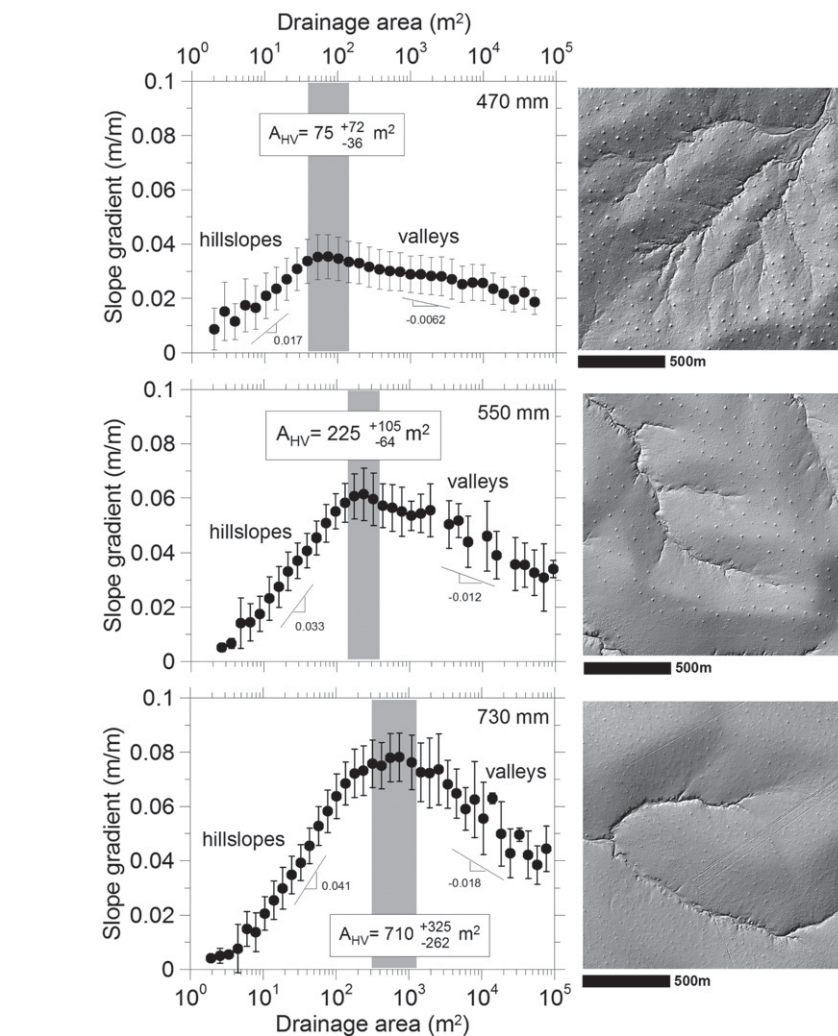 Drainage area (m²)
10⁰ 10¹ 10² 10³ 10⁴ 10⁵
Slope gradient (m/m)
0.1
0.08
0.06
0.04
0.02
0
470 mm
A_HV= 75 +72 -36 m²
hillslopes
valleys
0.017
-0.0062
500m
Slope gradient (m/m)
0.1
0.08
0.06
0.04
0.02
0
550 mm
A_HV= 225 +105 -64 m²
hillslopes
valleys
0.033
-0.012
500m
Slope gradient (m/m)
0.1
0.08
0.06
0.04
0.02
0
730 mm
valleys
hillslopes
0.041
-0.018
A_HV= 710 +325 -262 m²
500m
10⁰ 10¹ 10² 10³ 10⁴ 10⁵
Drainage area (m²)